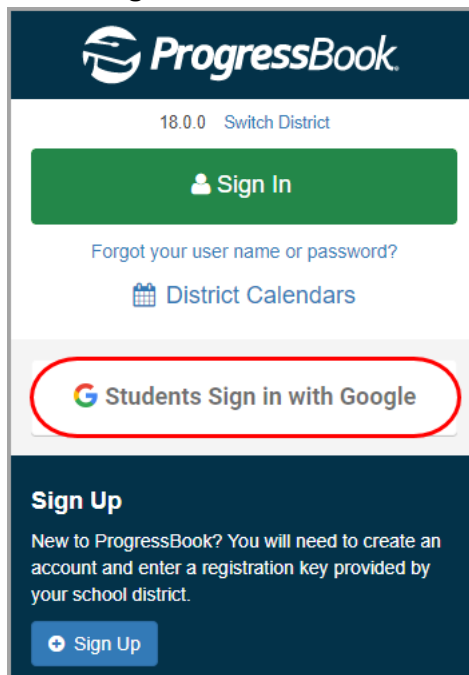 ProgressBook
18.0.0 Switch District
Sign In
Forgot your user name or password?
District Calendars
Students Sign in with Google
Sign Up
New to ProgressBook? You will need to create an
account and enter a registration key provided by
your school district.
Sign Up